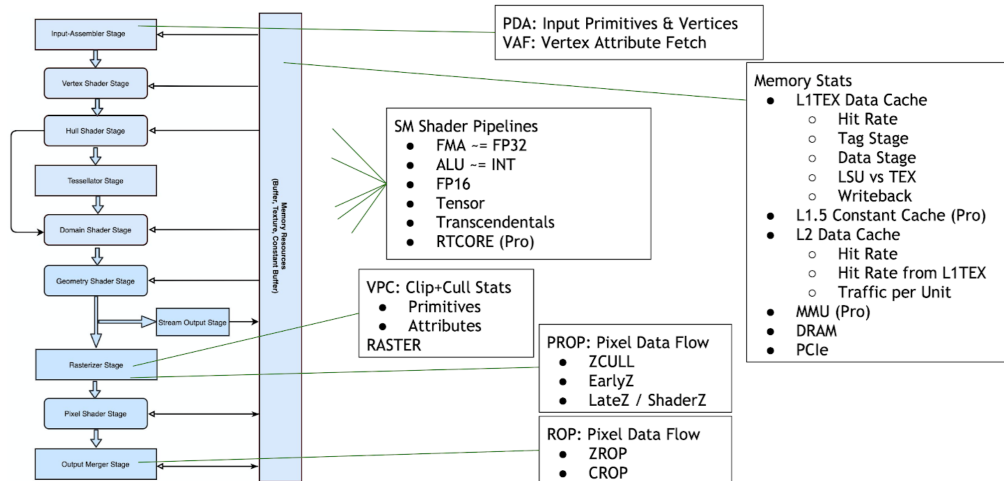 Input-Assembler Stage
Vertex Shader Stage
Hull Shader Stage
Tessellator Stage
Domain Shader Stage
Geometry Shader Stage
Stream Output Stage
Rasterizer Stage
Pixel Shader Stage
Output Merger Stage
Memory Resources
(Buffer, Texture, Constant Buffer)
PDA: Input Primitives & Vertices
VAF: Vertex Attribute Fetch
SM Shader Pipelines
● FMA ~= FP32
● ALU ~= INT
● FP16
● Tensor
● Transcendentals
● RTCORE (Pro)
VPC: Clip+Cull Stats
● Primitives
● Attributes
RASTER
PROP: Pixel Data Flow
● ZCULL
● EarlyZ
● LateZ / ShaderZ
ROP: Pixel Data Flow
● ZROP
● CROP
Memory Stats
● L1TEX Data Cache
○ Hit Rate
○ Tag Stage
○ Data Stage
○ LSU vs TEX
○ Writeback
● L1.5 Constant Cache (Pro)
● L2 Data Cache
○ Hit Rate
○ Hit Rate from L1TEX
○ Traffic per Unit
● MMU (Pro)
● DRAM
● PCIe